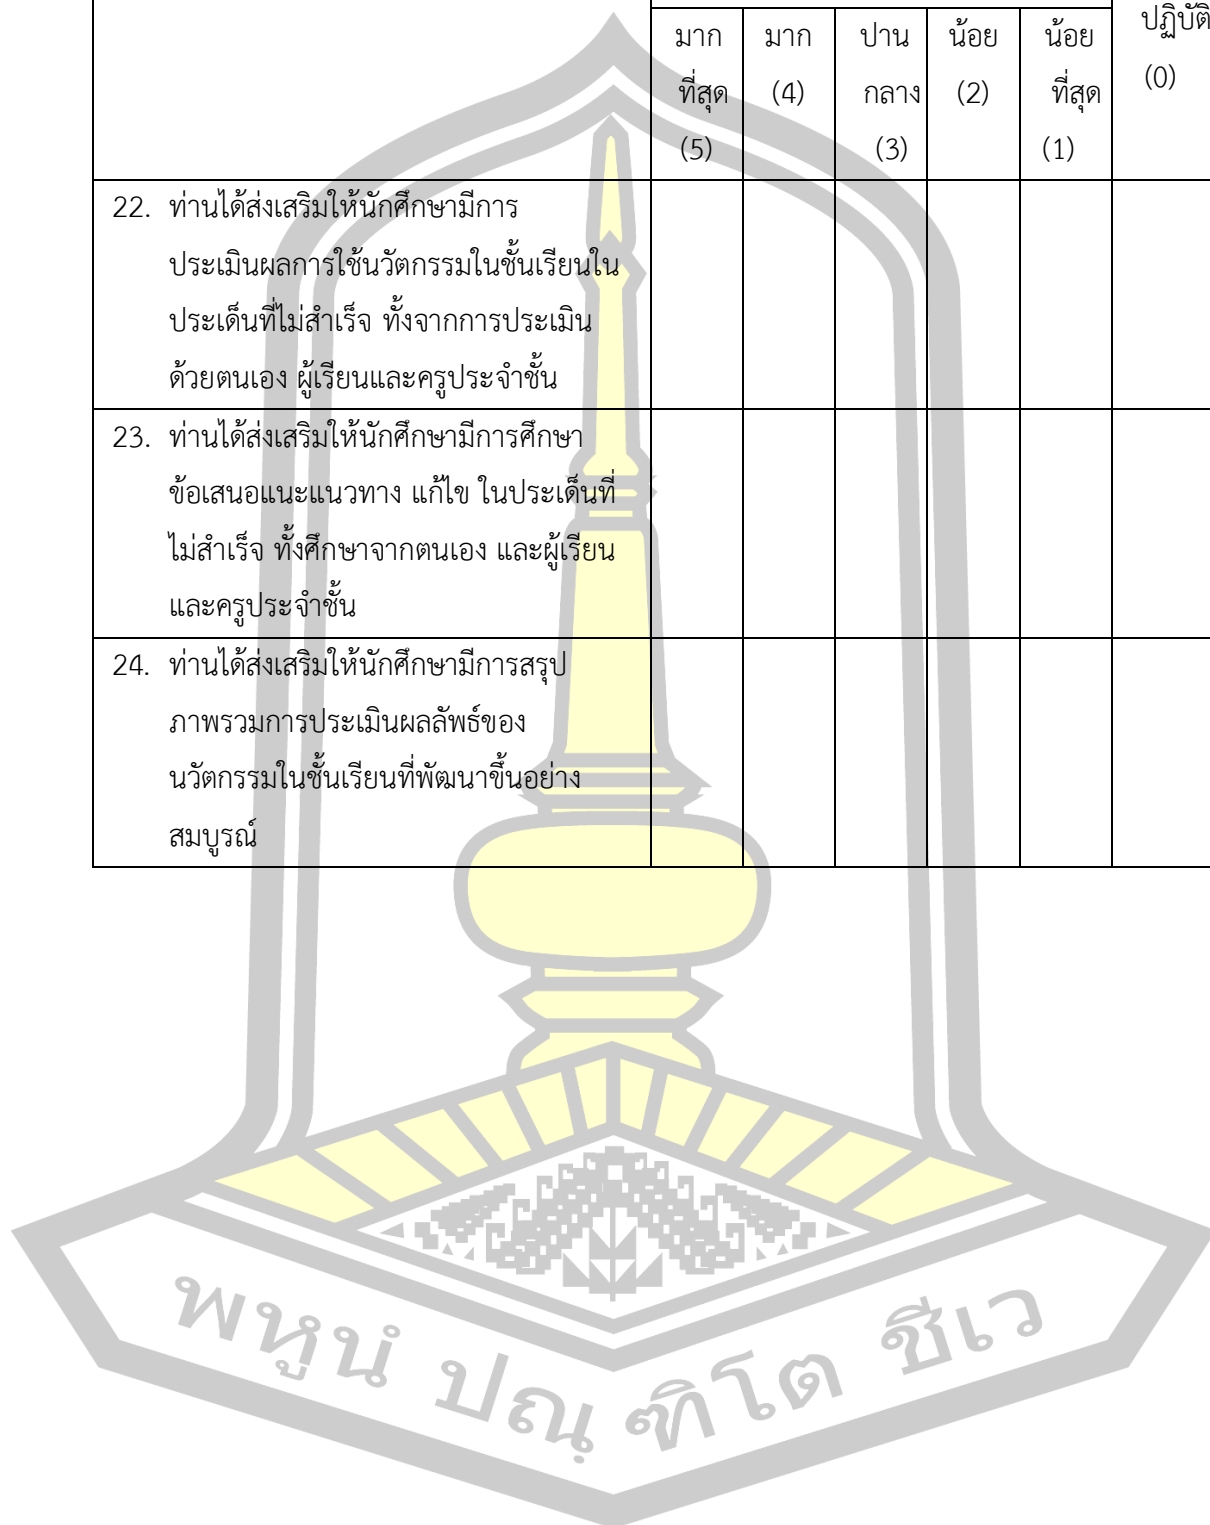 มาก มาก ปาน น้อย น้อย ปฏิบัติ
ที่สุด (4) กลาง (2) ที่สุด (0)
(5) (3) (1)
22. ท่านได้ส่งเสริมให้นักศึกษามีการ
ประเมินผลการใช้นวัตกรรมในชั้นเรียนใน
ประเด็นที่ไม่สำเร็จ ทั้งจากการประเมิน
ด้วยตนเอง ผู้เรียนและครูประจำชั้น
23. ท่านได้ส่งเสริมให้นักศึกษามีการศึกษา
ข้อเสนอแนะแนวทาง แก้ไข ในประเด็นที่
ไม่สำเร็จ ทั้งศึกษาจากตนเอง และผู้เรียน
และครูประจำชั้น
24. ท่านได้ส่งเสริมให้นักศึกษามีการสรุป
ภาพรวมการประเมินผลลัพธ์ของ
นวัตกรรมในชั้นเรียนที่พัฒนาขึ้นอย่าง
สมบูรณ์
พหูนํ ปณฺฑิโต ชีเว